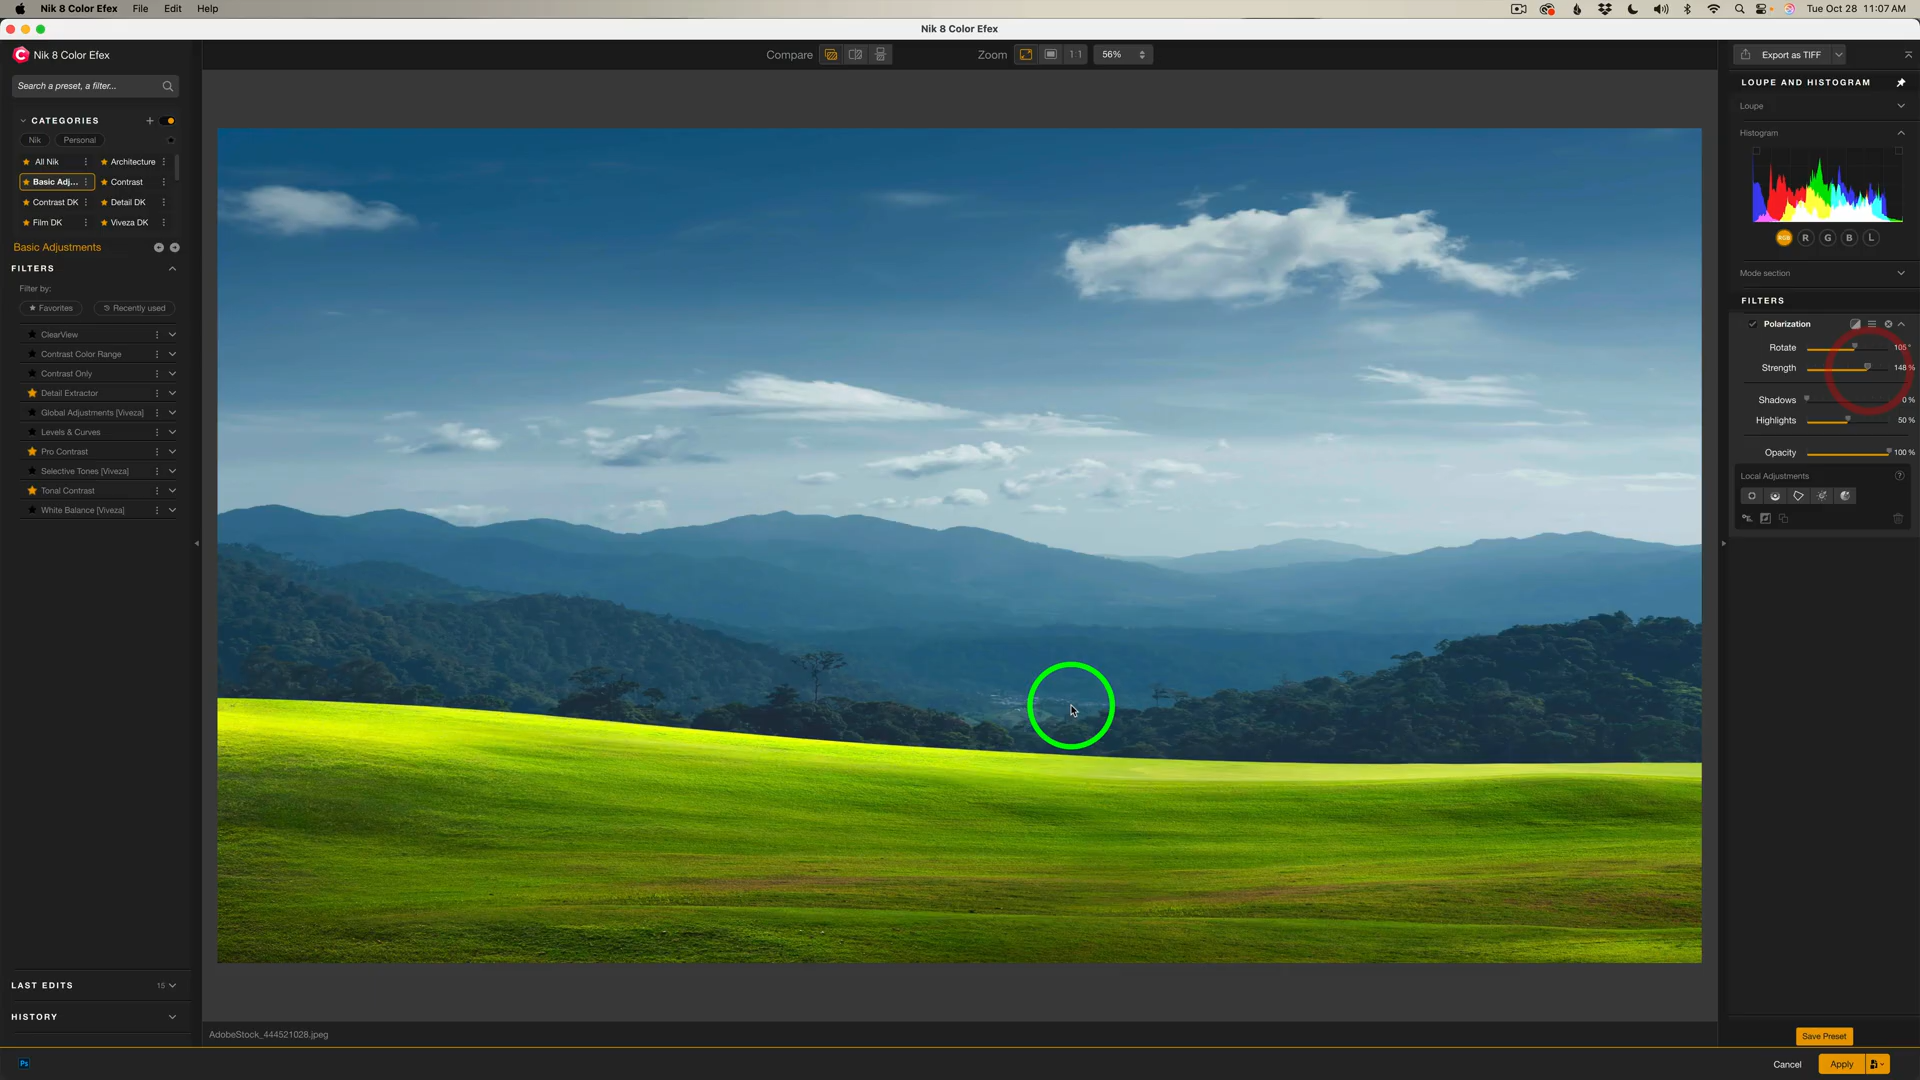 Nik 8 Color Efex File Edit Help
Tue Oct 28 11:07 AM
Nik 8 Color Efex
Nik 8 Color Efex
Compare
Zoom
1:1
56%
Export as TIFF
Search a preset, a filter...
CATEGORIES
Nik Personal
All Nik Architecture
Basic Adj... Contrast
Contrast DK Detail DK
Film DK Viveza DK
Basic Adjustments
FILTERS
Filter by:
Favorites Recently used
ClearView
Contrast Color Range
Contrast Only
Detail Extractor
Global Adjustments [Viveza]
Levels & Curves
Pro Contrast
Selective Tones [Viveza]
Tonal Contrast
White Balance [Viveza]
LAST EDITS 15
HISTORY
Ps
AdobeStock_444521028.jpeg
LOUPE AND HISTOGRAM
Loupe
Histogram
RGB R G B L
Mode section
FILTERS
Polarization
Rotate 105°
Strength 148 %
Shadows 0 %
Highlights 50 %
Opacity 100 %
Local Adjustments ?
Save Preset
Cancel Apply